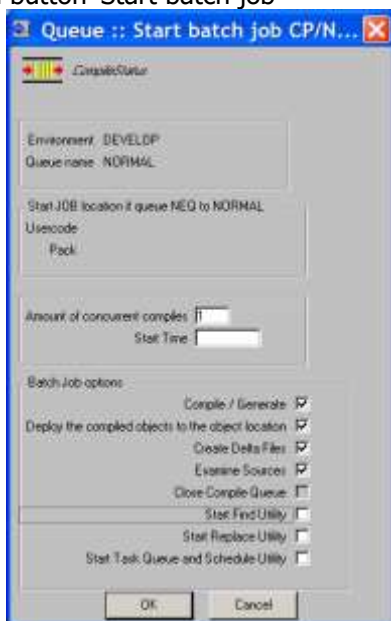 button Start batch job
Queue :: Start batch job CP/N...
CompileStatus
Environment DEVELOP
Queue name NORMAL
Start JOB location if queue NEQ to NORMAL
Usercode
Pack
Amount of concurrent compiles 1
Start Time
Batch Job options
Compile / Generate
Deploy the compiled objects to the object location
Create Delta Files
Examine Sources
Close Compile Queue
Start Find Utility
Start Replace Utility
Start Task Queue and Schedule Utility
OK Cancel